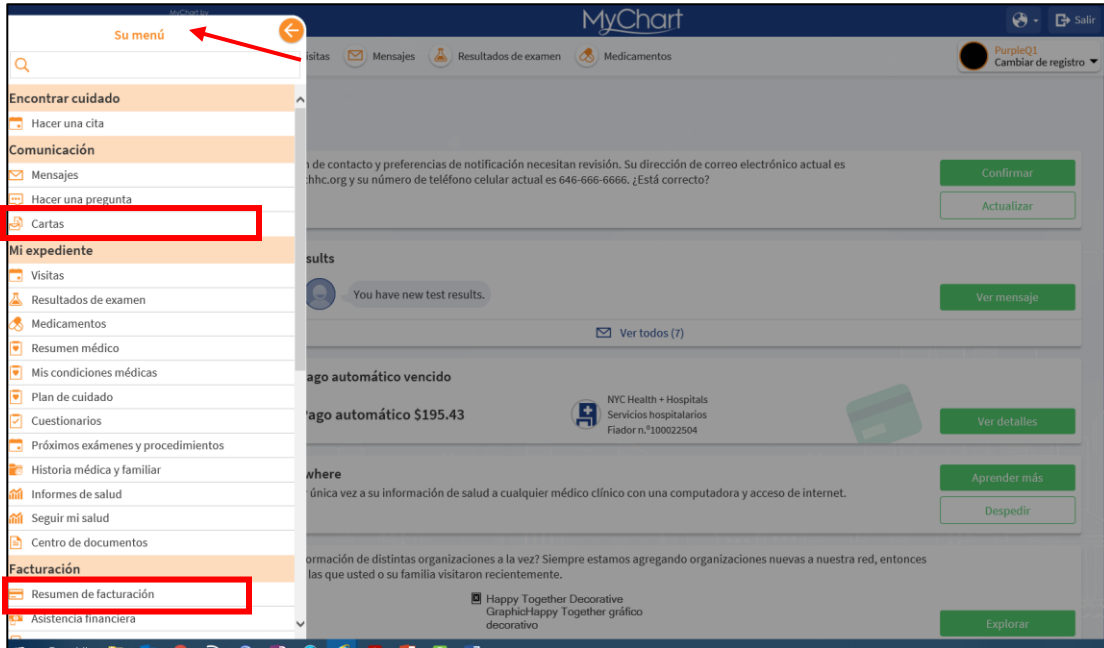 MyChart by
MyChart
Salir
Su menú
Encontrar cuidado
Hacer una cita
Comunicación
Mensajes
Hacer una pregunta
Cartas
Mi expediente
Visitas
Resultados de examen
Medicamentos
Resumen médico
Mis condiciones médicas
Plan de cuidado
Cuestionarios
Próximos exámenes y procedimientos
Historia médica y familiar
Informes de salud
Seguir mi salud
Centro de documentos
Facturación
Resumen de facturación
Asistencia financiera
isitas Mensajes Resultados de examen Medicamentos
PurpleQ1
Cambiar de registro
n de contacto y preferencias de notificación necesitan revisión. Su dirección de correo electrónico actual es
hhc.org y su número de teléfono celular actual es 646-666-6666. ¿Está correcto?
Confirmar
Actualizar
sults
You have new test results.
Ver mensaje
Ver todos (7)
ago automático vencido
ago automático $195.43
NYC Health + Hospitals
Servicios hospitalarios
Fiador n.º100022504
Ver detalles
where
única vez a su información de salud a cualquier médico clínico con una computadora y acceso de internet.
Aprender más
Despedir
ormación de distintas organizaciones a la vez? Siempre estamos agregando organizaciones nuevas a nuestra red, entonces
las que usted o su familia visitaron recientemente.
Happy Together Decorative
GraphicHappy Together gráfico
decorativo
Explorar